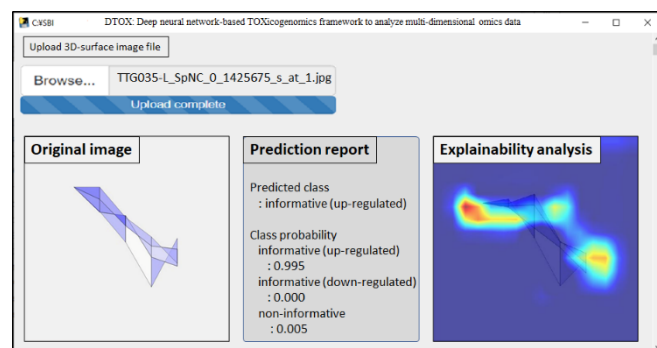 C:¥SBI
DTOX: Deep neural network-based TOXicogenomics framework to analyze multi-dimensional omics data
Upload 3D-surface image file
Browse...
TTG035-L_SpNC_0_1425675_s_at_1.jpg
Upload complete
Original image
Prediction report
Predicted class
: informative (up-regulated)
Class probability
informative (up-regulated)
: 0.995
informative (down-regulated)
: 0.000
non-informative
: 0.005
Explainability analysis